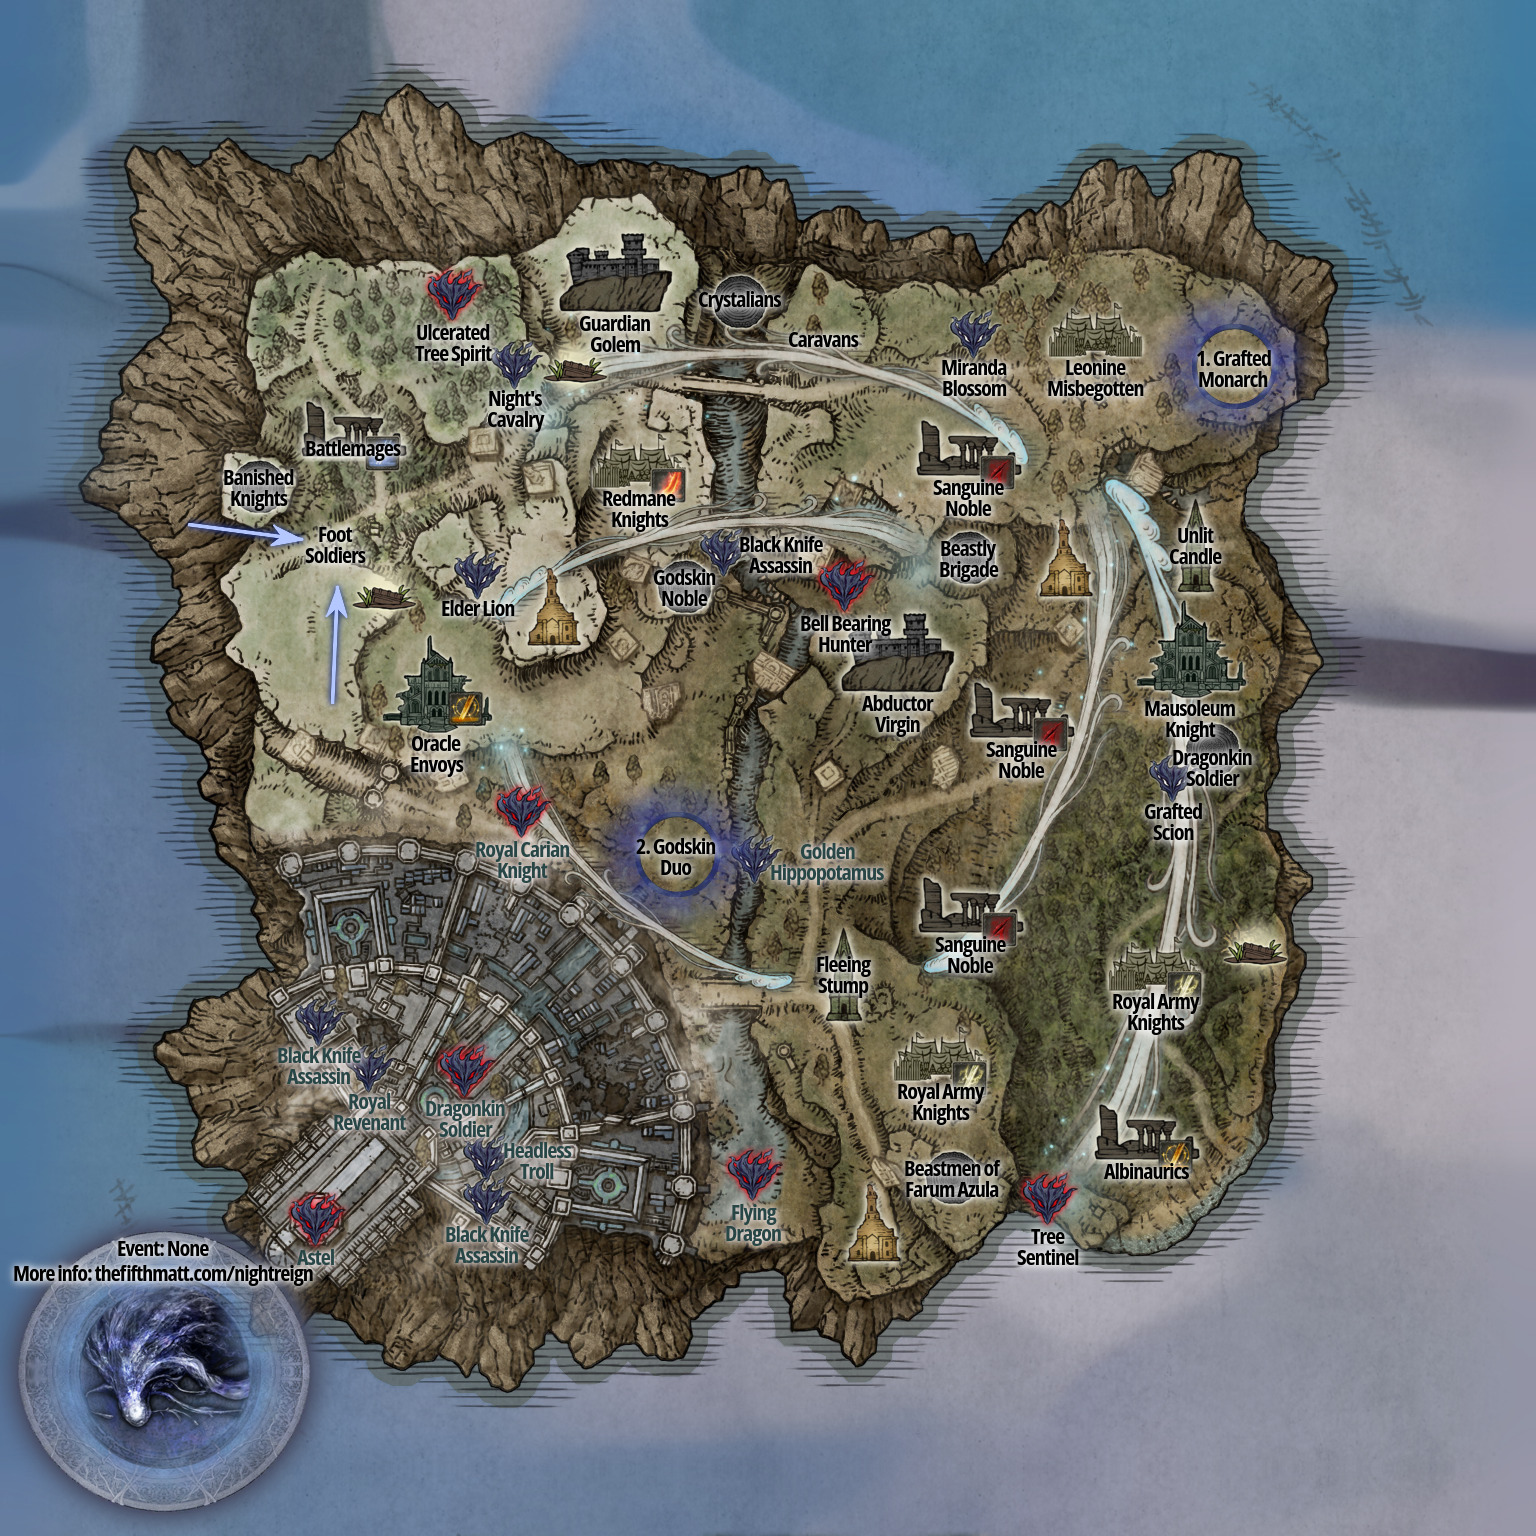 Crystalians
Ulcerated
Tree Spirit
Guardian
Golem
Caravans
Miranda
Blossom
Leonine
Misbegotten
1. Grafted
Monarch
Night's
Cavalry
Battlemages
Banished
Knights
Redmane
Knights
Sanguine
Noble
Foot
Soldiers
Black Knife
Assassin
Beastly
Brigade
Unlit
Candle
Elder Lion
Godskin
Noble
Bell Bearing
Hunter
Abductor
Virgin
Mausoleum
Knight
Oracle
Envoys
Sanguine
Noble
Dragonkin
Soldier
Grafted
Scion
Royal Carian
Knight
2. Godskin
Duo
Golden
Hippopotamus
Sanguine
Noble
Fleeing
Stump
Royal Army
Knights
Black Knife
Assassin
Royal
Revenant
Dragonkin
Soldier
Headless
Troll
Royal Army
Knights
Beastmen of
Farum Azula
Albinaurics
Flying
Dragon
Black Knife
Assassin
Astel
Tree
Sentinel
Event: None
More info: thefifthmatt.com/nightreign